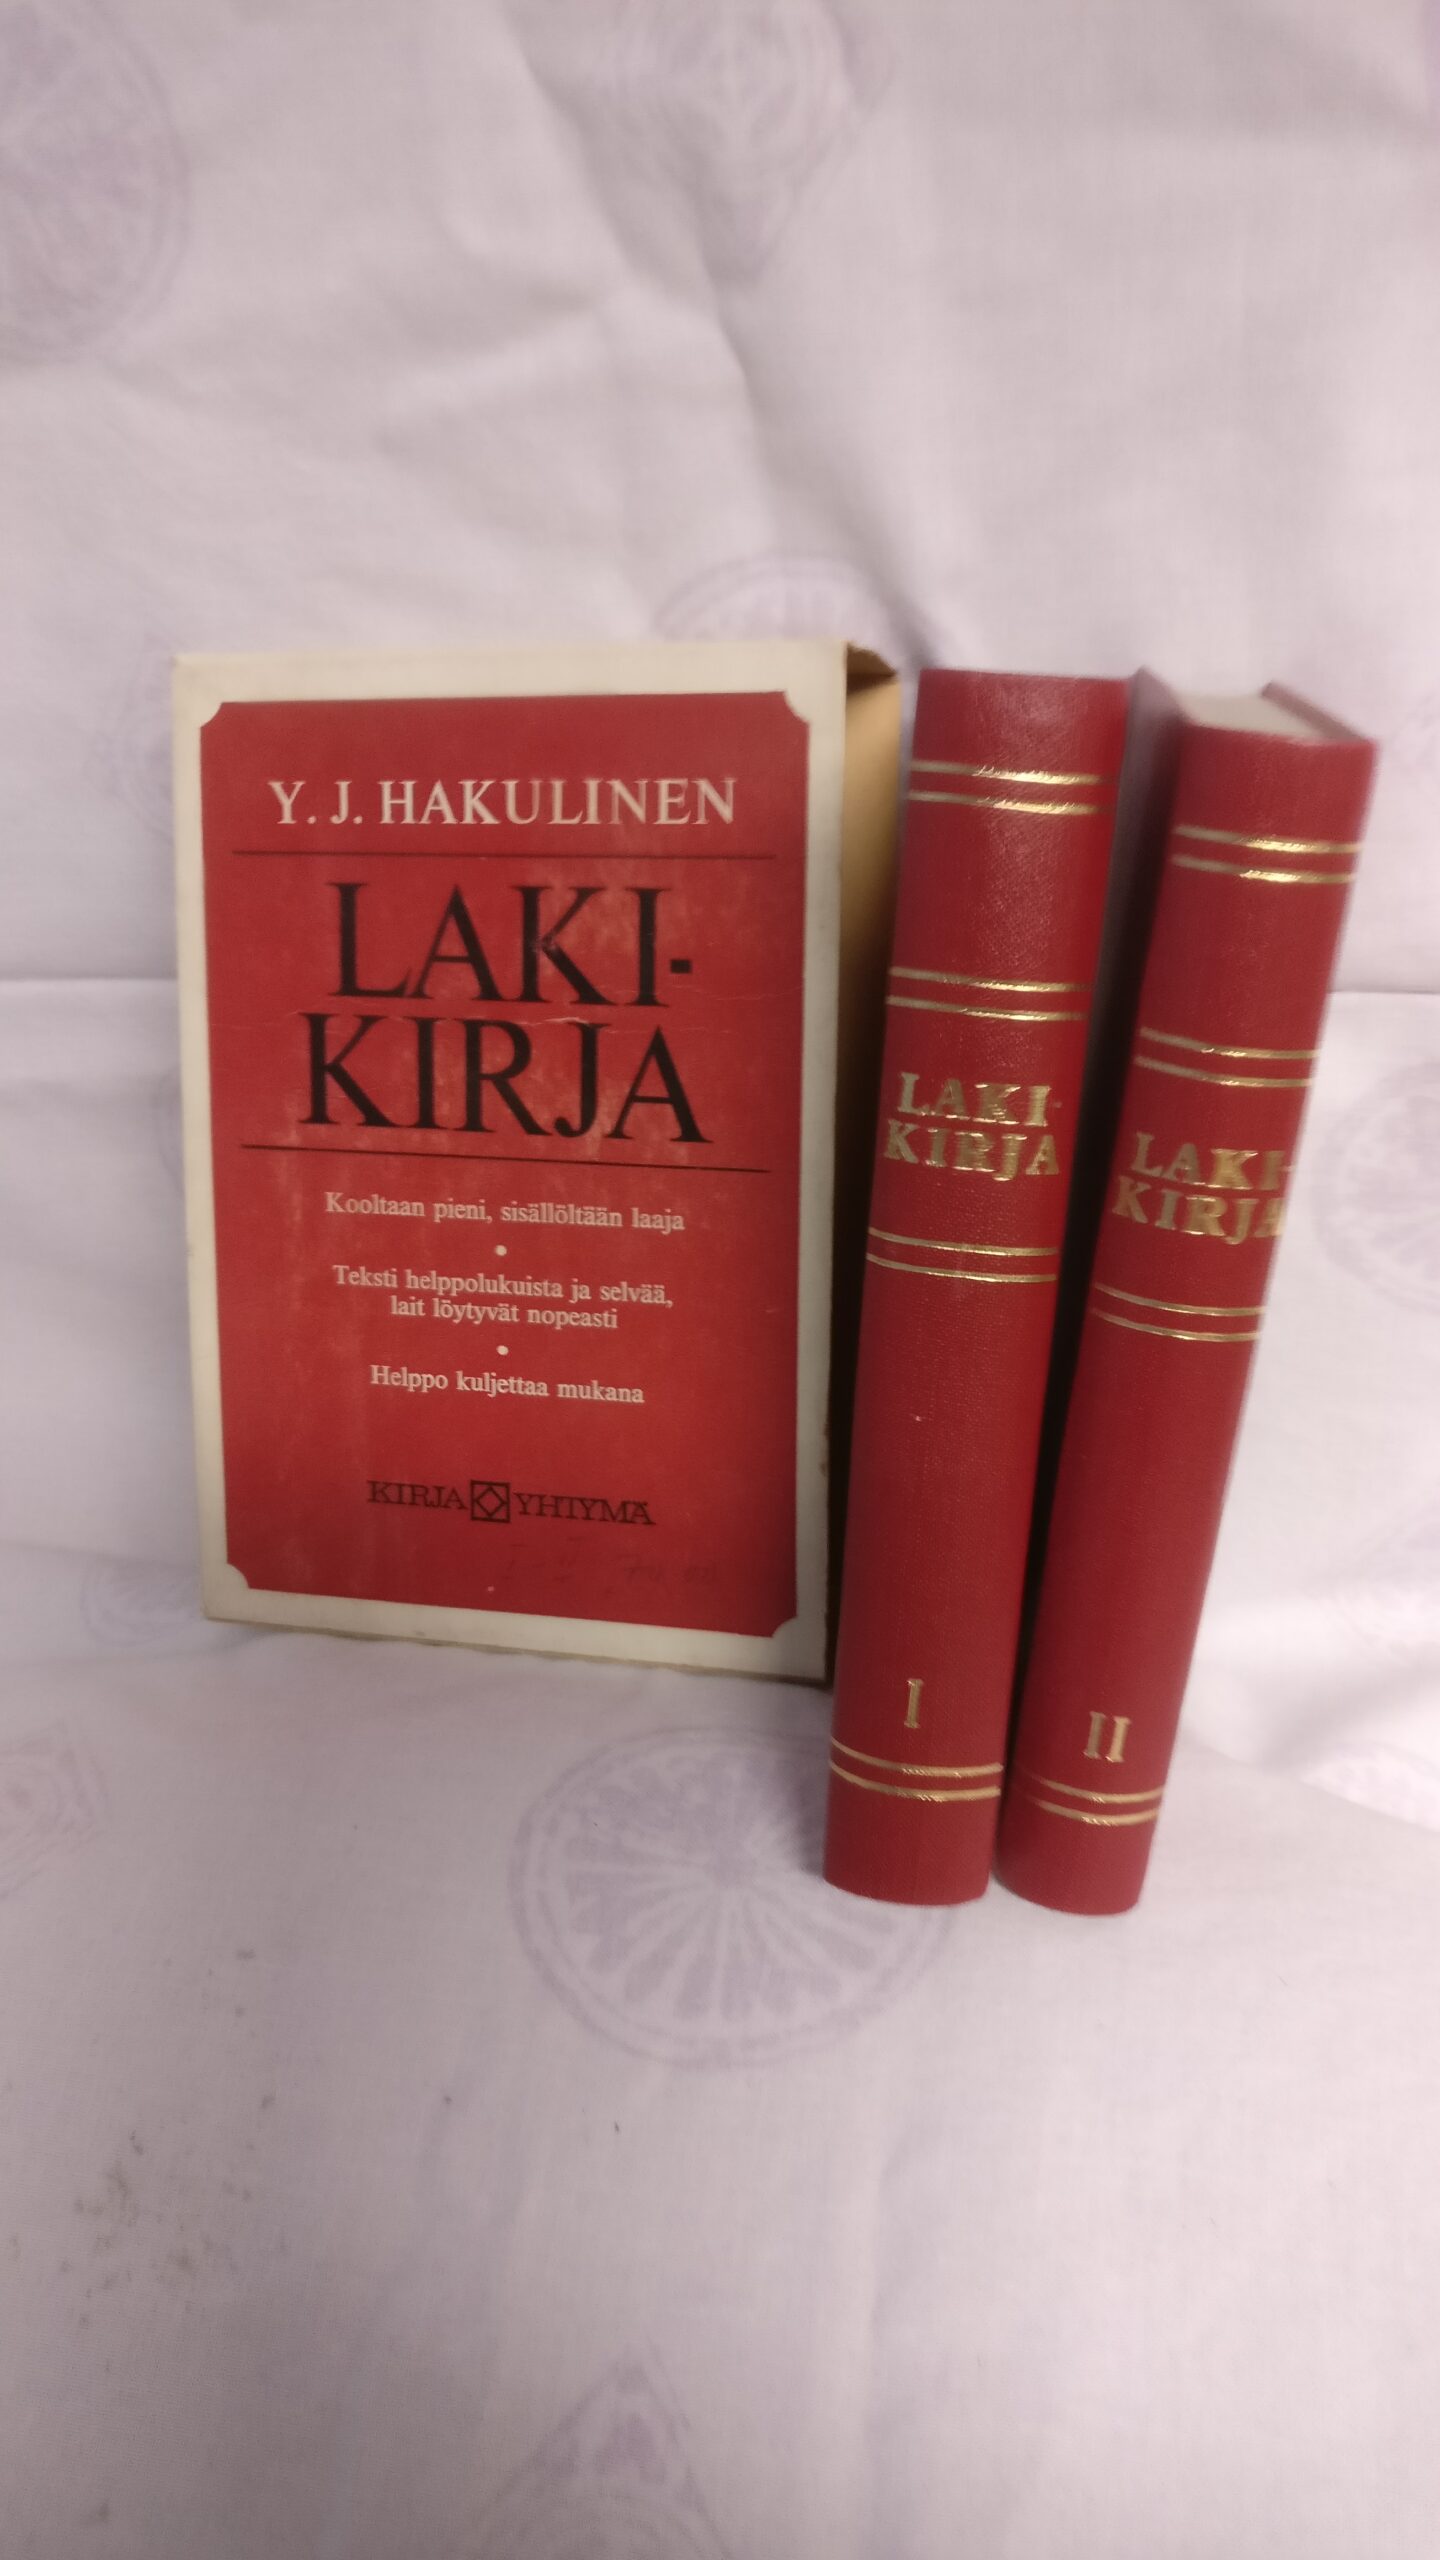 Y. J. HAKULINEN
LAKI-
KIRJA
Kooltaan pieni, sisällöltään laaja
•
Teksti helppolukuista ja selvää,
lait löytyvät nopeasti
•
Helppo kuljettaa mukana
KIRJA YHTYMÄ
I-II
LAKI-
KIRJA
I
LAKI-
KIRJA
II